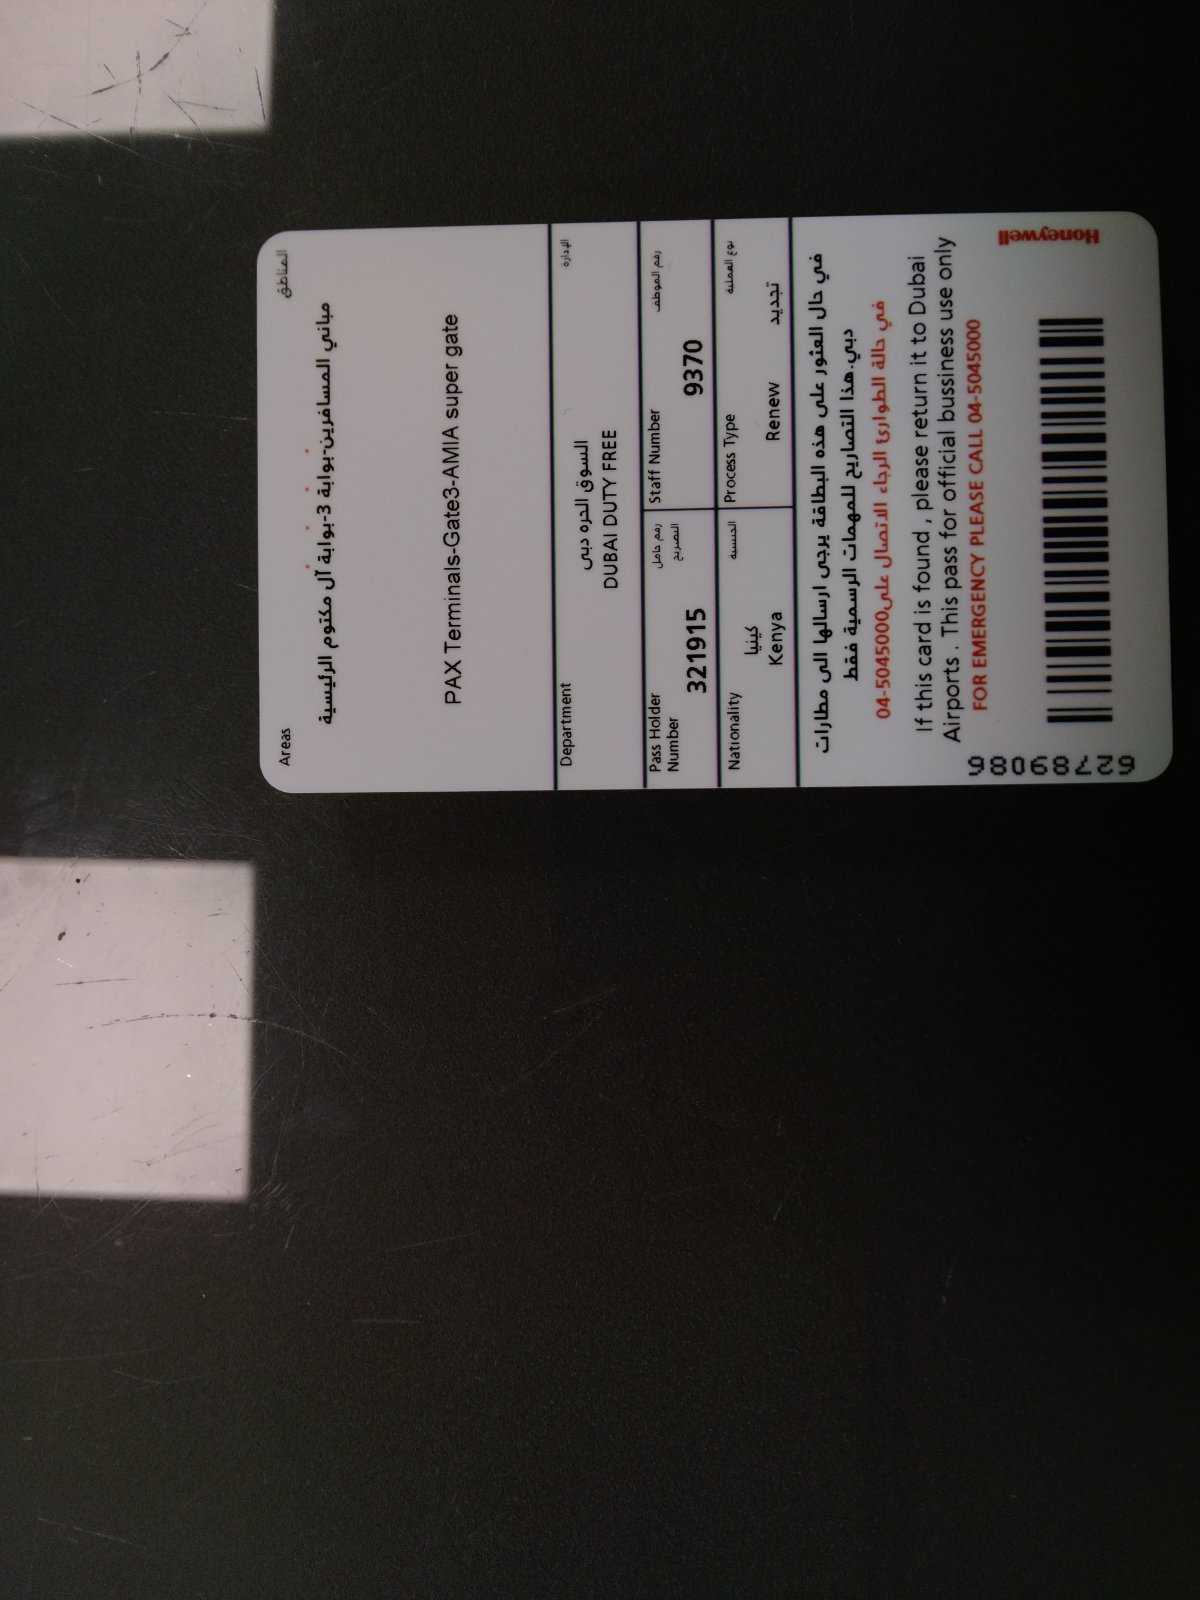 Areas
المناطق
مباني المسافرين-بوابة 3-بوابة آل مكتوم الرئيسية
PAX Terminals-Gate3-AMIA super gate
Department
الإدارة
السوق الحره دبى
DUBAI DUTY FREE
Pass Holder
Number
رقم حامل
التصريح
321915
Staff Number
رقم الموظف
9370
Nationality
الجنسية
كينيا
Kenya
Process Type
نوع العملية
Renew
تجديد
في حال العثور على هذه البطاقة يرجى ارسالها الى مطارات
دبي.هذا التصاريح للمهمات الرسمية فقط
في حالة الطوارئ الرجاء الاتصال على04-5045000
If this card is found , please return it to Dubai
Airports . This pass for official bussiness use only
FOR EMERGENCY PLEASE CALL 04-5045000
Honeywell
62789086